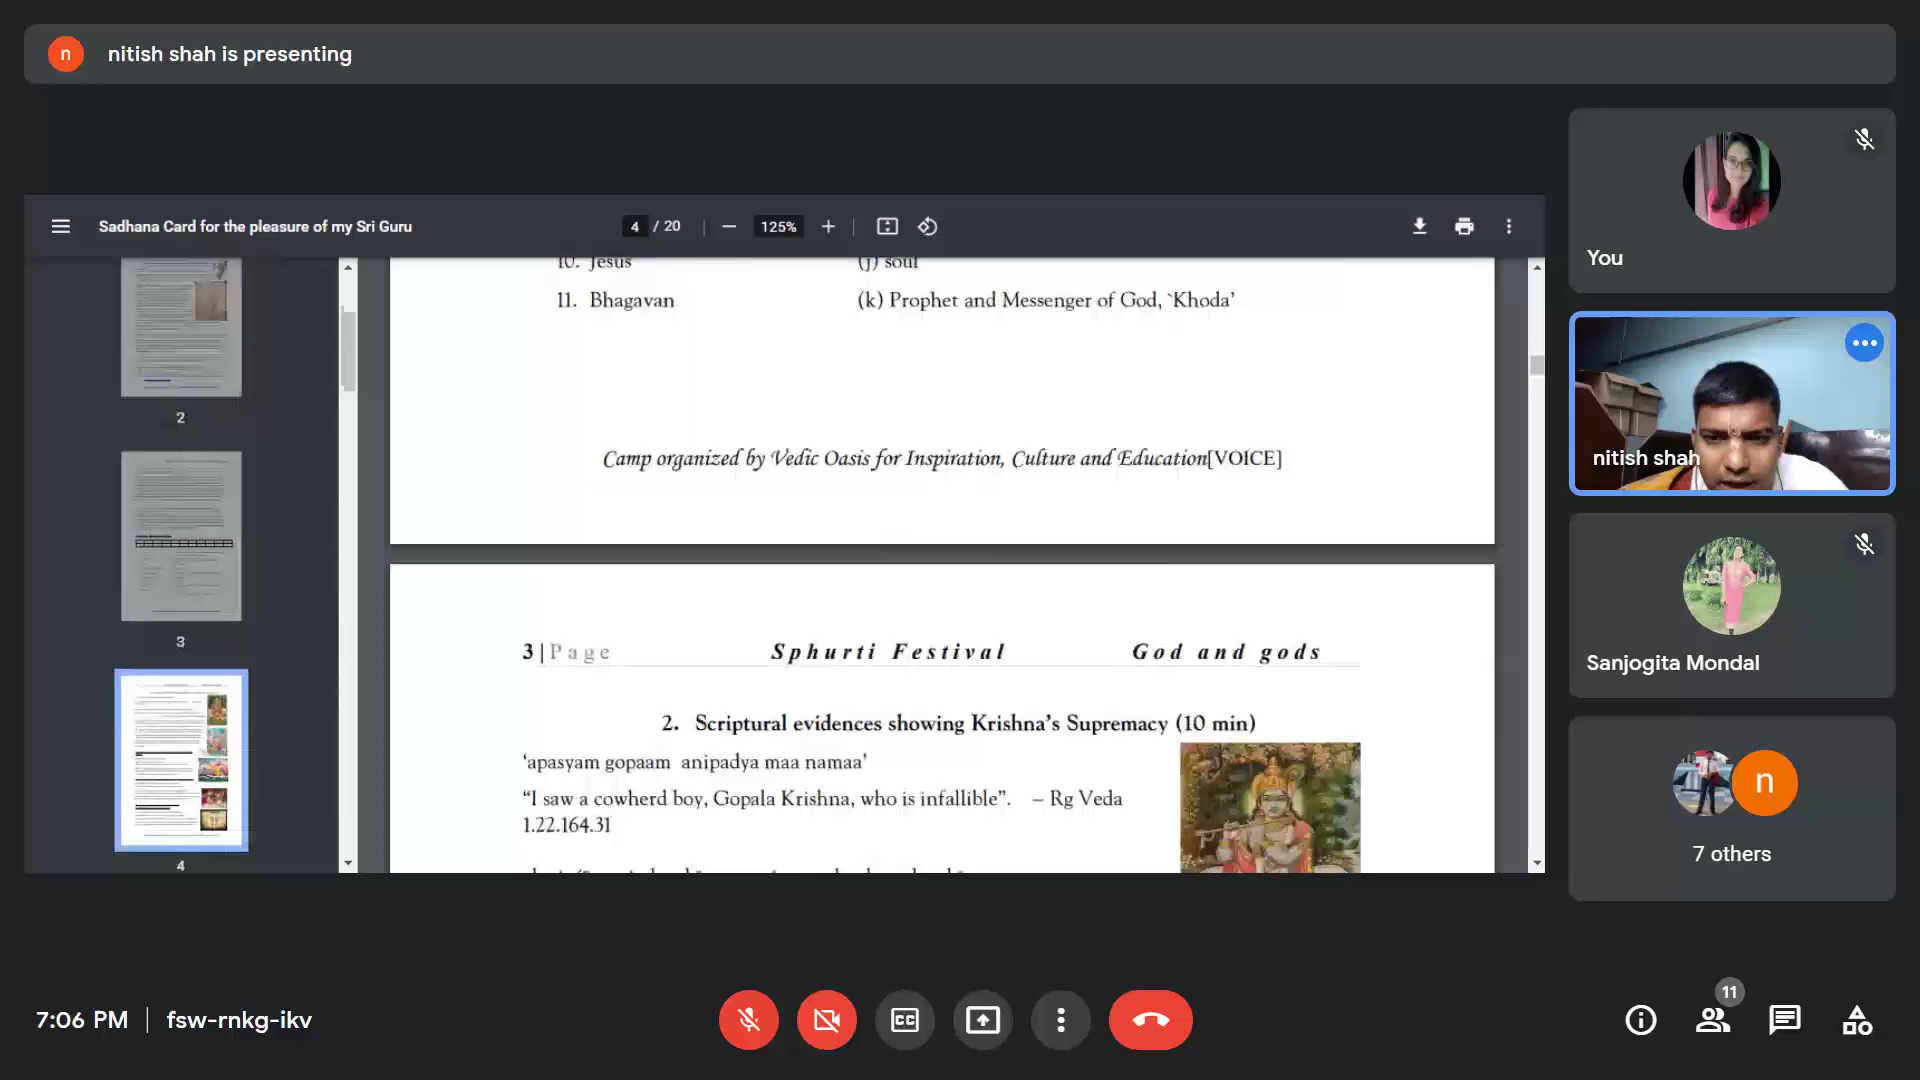 n
nitish shah is presenting
Sadhana Card for the pleasure of my Sri Guru
4 / 20
125%
10. Jesus (j) soul
11. Bhagavan (k) Prophet and Messenger of God, `Khoda’
Camp organized by Vedic Oasis for Inspiration, Culture and Education[VOICE]
3|Page Sphurti Festival God and gods
2. Scriptural evidences showing Krishna’s Supremacy (10 min)
‘apasyam gopaam anipadya maa namaa’
“I saw a cowherd boy, Gopala Krishna, who is infallible”. – Rg Veda
1.22.164.31
2
3
4
You
nitish shah
Sanjogita Mondal
n
7 others
7:06 PM
fsw-rnkg-ikv
CC
11